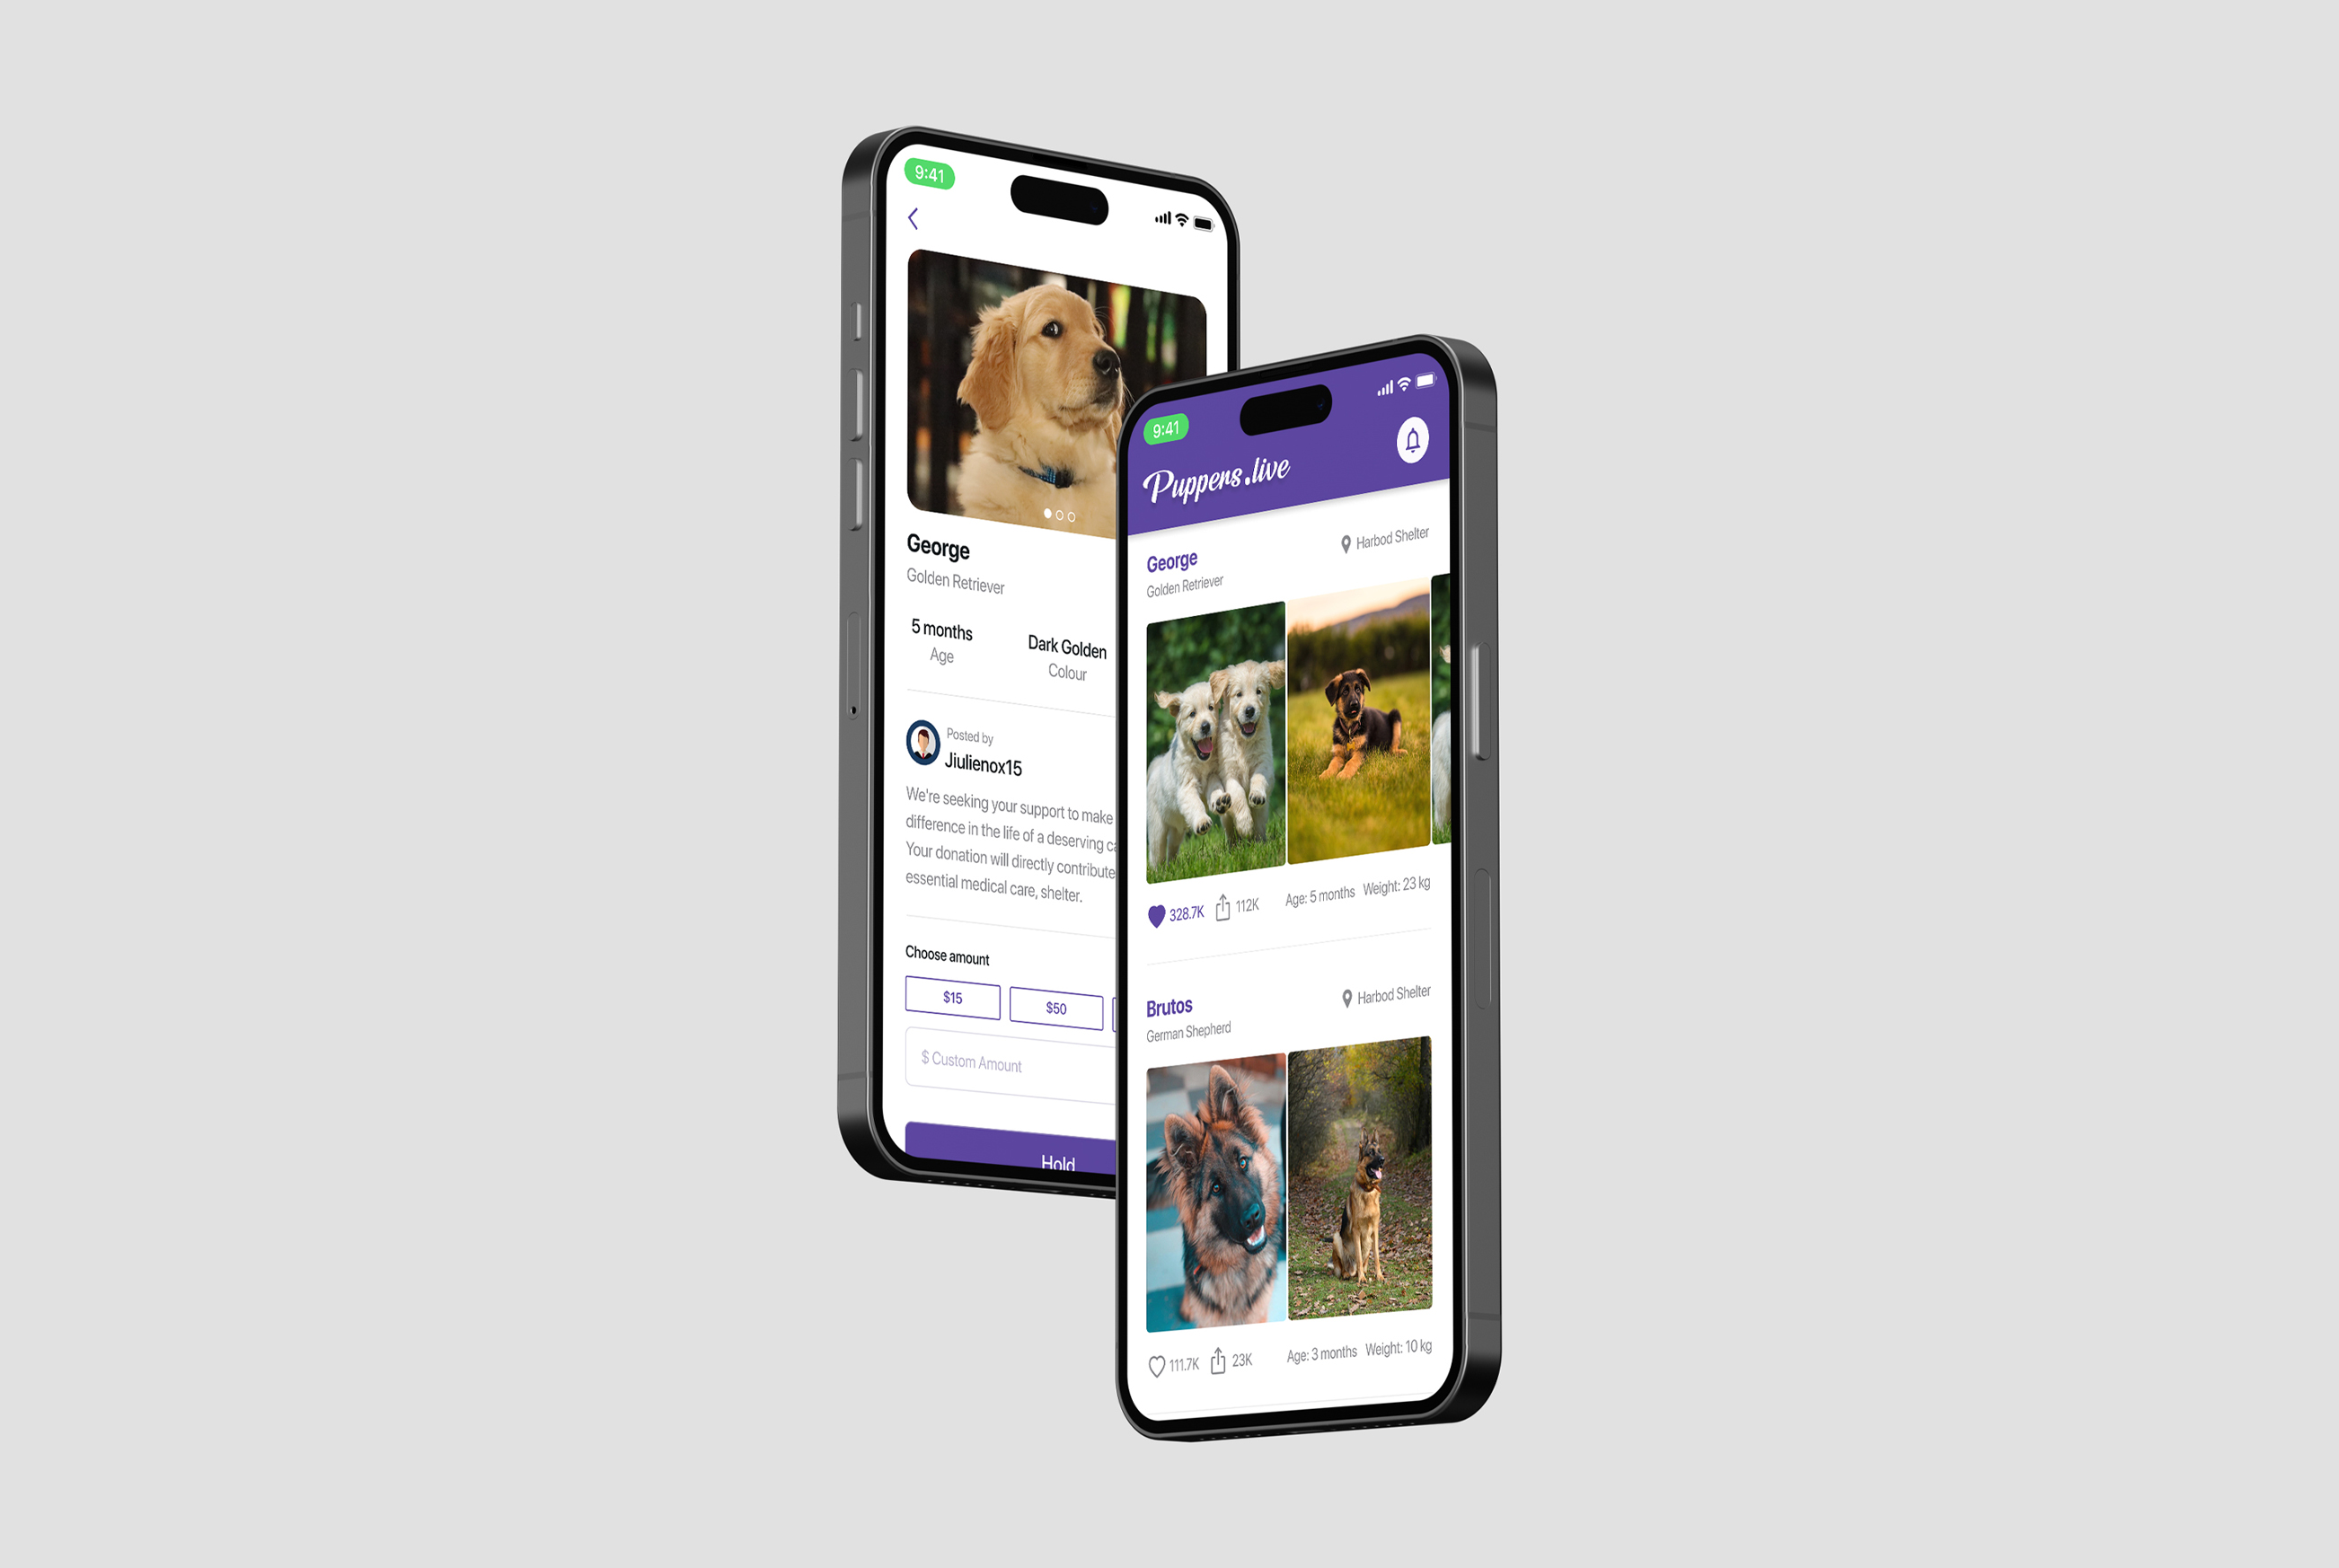 9:41
George
Golden Retriever
5 months
Age
Dark Golden
Colour
Posted by
Jiulienox15
We're seeking your support to make
difference in the life of a deserving
Your donation will directly contribute
essential medical care, shelter.
Choose amount
$15
$50
$ Custom Amount
Hold
9:41
Puppers.live
George
Golden Retriever
Harbod Shelter
328.7K
112K
Age: 5 months
Weight: 23 kg
Brutos
German Shepherd
Harbod Shelter
111.7K
23K
Age: 3 months
Weight: 10 kg